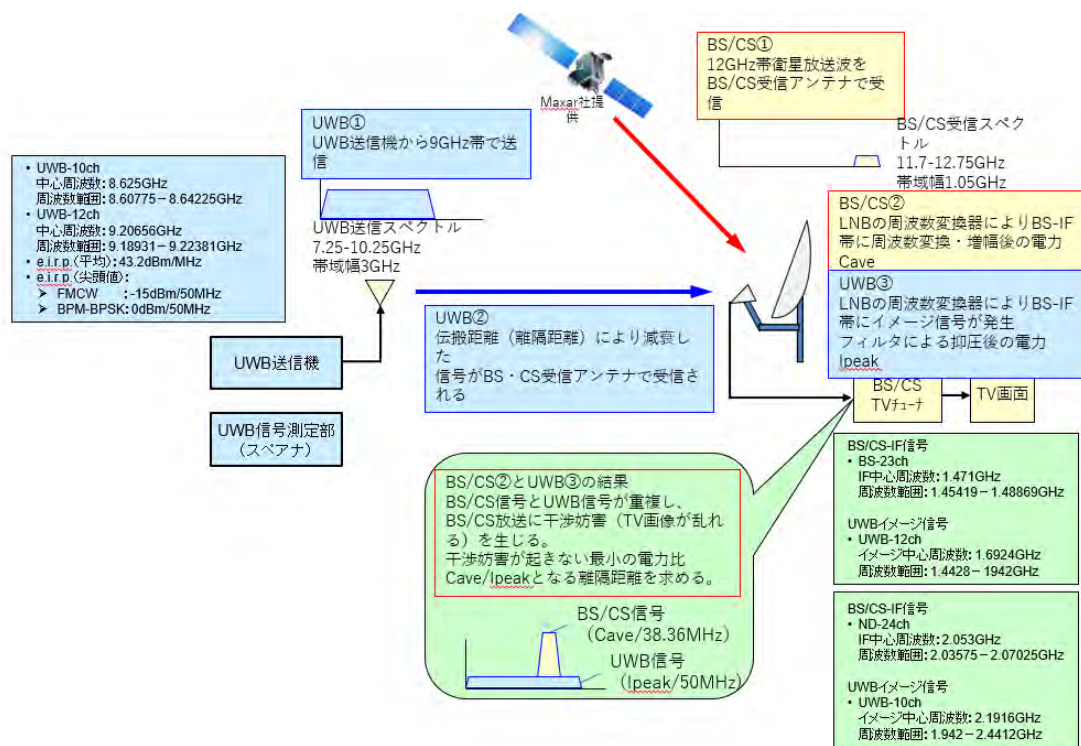 Maxar社提
供
BS/CS①
12GHz帯衛星放送波を
BS/CS受信アンテナで受
信
BS/CS受信スペク
トル
11.7-12.75GHz
帯域幅1.05GHz
UWB①
UWB送信機から9GHz帯で送
信
UWB送信スペクトル
7.25-10.25GHz
帯域幅3GHz
• UWB-10ch
中心周波数: 8.625GHz
周波数範囲: 8.60775－8.64225GHz
• UWB-12ch
中心周波数: 9.20656GHz
周波数範囲: 9.18931－9.22381GHz
• e.i.r.p.(平均): 43.2dBm/MHz
• e.i.r.p.(尖頭値):
➤ FMCW :-15dBm/50MHz
➤ BPM-BPSK: 0dBm/50MHz
UWB送信機
UWB信号測定部
(スペアナ)
UWB②
伝搬距離（離隔距離）により減衰し
た
信号がBS・CS受信アンテナで受信さ
れる
BS/CS②
LNBの周波数変換器によりBS-IF
帯に周波数変換・増幅後の電力
Cave
UWB③
LNBの周波数変換器によりBS-IF
帯にイメージ信号が発生
フィルタによる抑圧後の電力
Ipeak
BS/CS
TVﾁｭｰﾅ
TV画面
BS/CS②とUWB③の結果
BS/CS信号とUWB信号が重複し、
BS/CS放送に干渉妨害（TV画像が乱れ
る）を生じる。
干渉妨害が起きない最小の電力比
Cave/Ipeakとなる離隔距離を求める。
BS/CS信号
（Cave/38.36MHz）
UWB信号
（Ipeak/50MHz）
BS/CS-IF信号
• BS-23ch
IF中心周波数: 1.471GHz
周波数範囲: 1.45419－1.48869GHz
UWBイメージ信号
• UWB-12ch
イメージ中心周波数: 1.6924GHz
周波数範囲: 1.4428－1942GHz
BS/CS-IF信号
• ND-24ch
IF中心周波数: 2.053GHz
周波数範囲: 2.03575－2.07025GHz
UWBイメージ信号
• UWB-10ch
イメージ中心周波数: 2.1916GHz
周波数範囲: 1.942－2.4412GHz